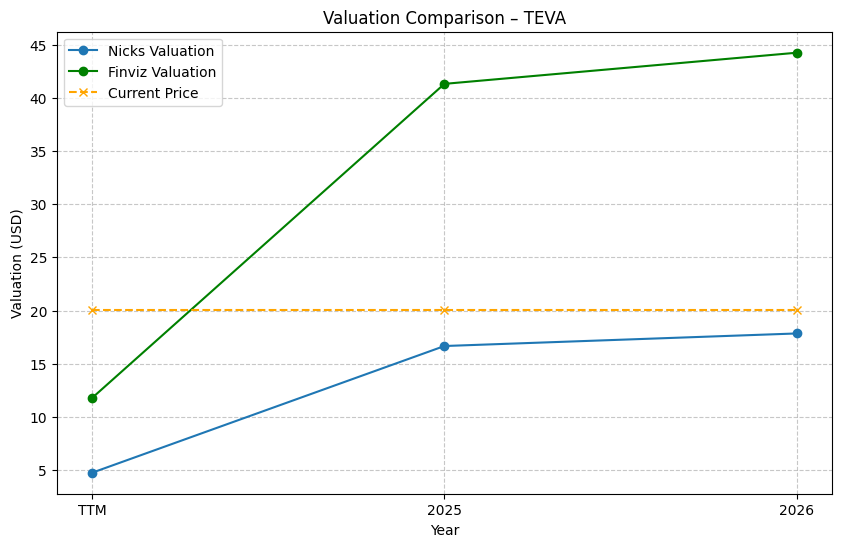 Valuation Comparison – TEVA
Nicks Valuation
Finviz Valuation
Current Price
Valuation (USD)
45
40
35
30
25
20
15
10
5
TTM
2025
2026
Year